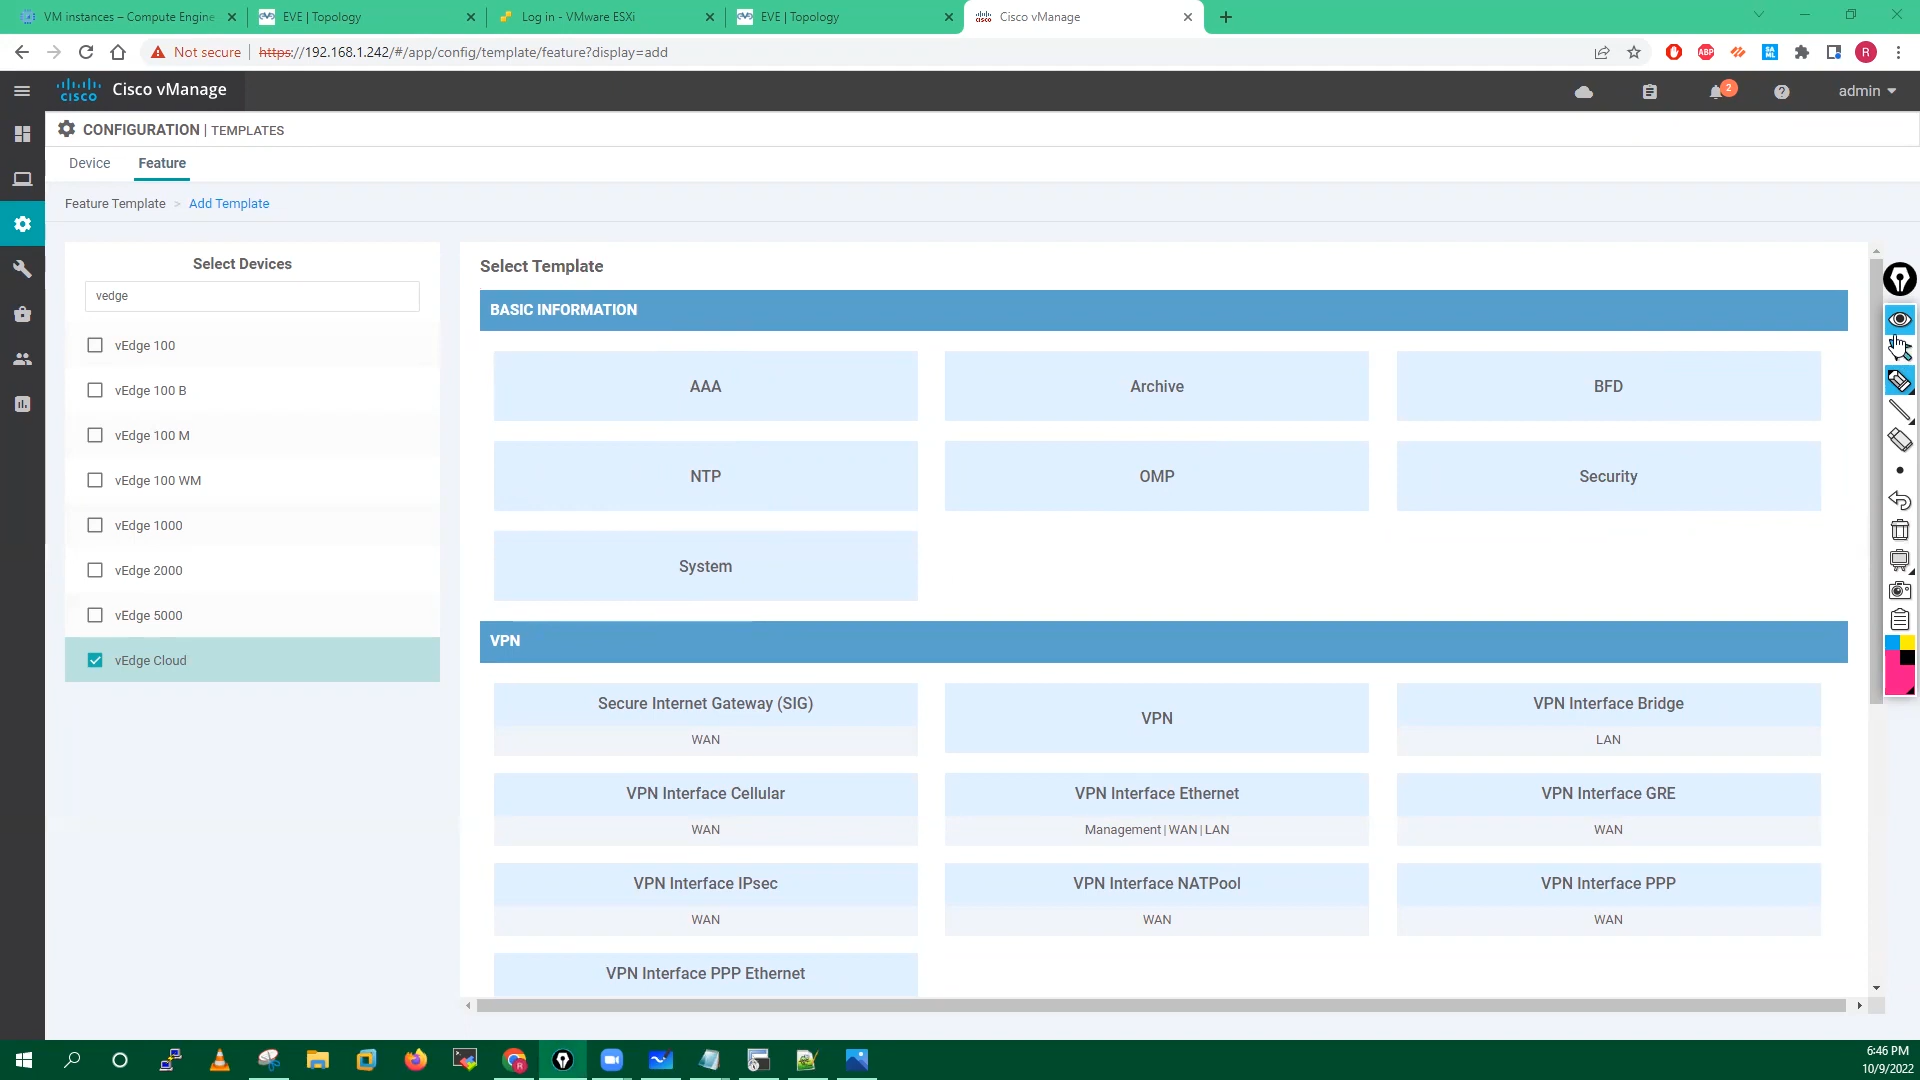 VM instances – Compute Engine
EVE | Topology
Log in - VMware ESXi
EVE | Topology
Cisco vManage
Not secure
https://192.168.1.242/#/app/config/template/feature?display=add
ABP
R
CISCO
Cisco vManage
2
admin
CONFIGURATION | TEMPLATES
Device
Feature
Feature Template > Add Template
Select Devices
vedge
vEdge 100
vEdge 100 B
vEdge 100 M
vEdge 100 WM
vEdge 1000
vEdge 2000
vEdge 5000
vEdge Cloud
Select Template
BASIC INFORMATION
AAA
Archive
BFD
NTP
OMP
Security
System
VPN
Secure Internet Gateway (SIG)
WAN
VPN
VPN Interface Bridge
LAN
VPN Interface Cellular
WAN
VPN Interface Ethernet
Management | WAN | LAN
VPN Interface GRE
WAN
VPN Interface IPsec
WAN
VPN Interface NATPool
WAN
VPN Interface PPP
WAN
VPN Interface PPP Ethernet
6:46 PM
10/9/2022